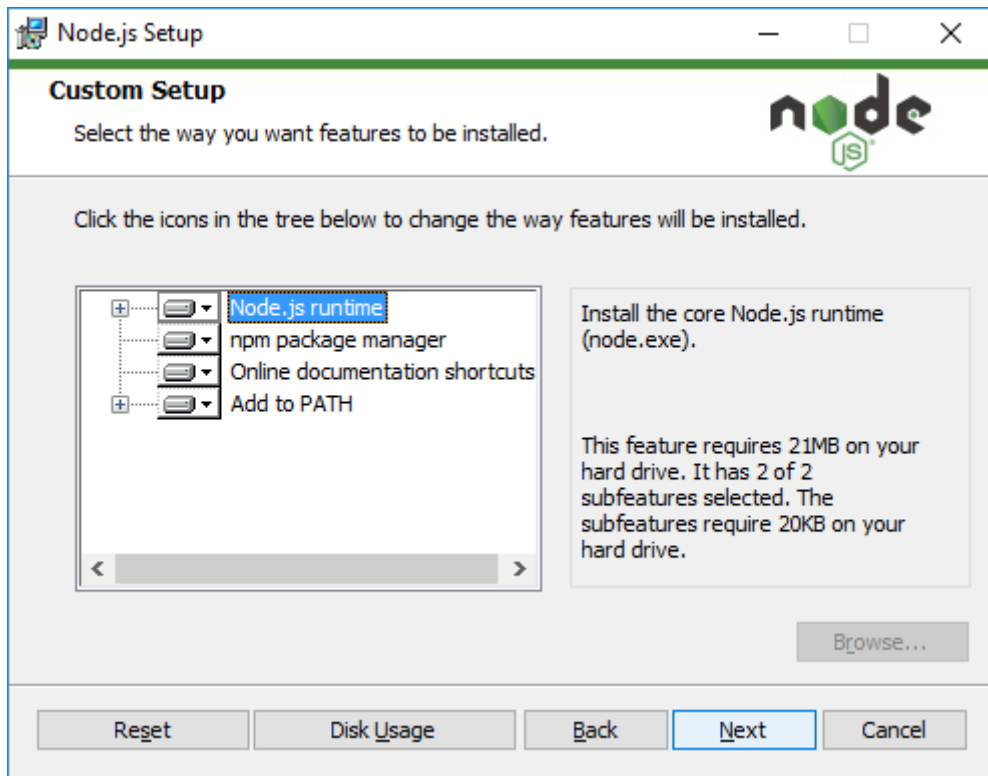 Node.js Setup
Custom Setup
Select the way you want features to be installed.
node
JS®
Click the icons in the tree below to change the way features will be installed.
Node.js runtime
npm package manager
Online documentation shortcuts
Add to PATH
Install the core Node.js runtime
(node.exe).
This feature requires 21MB on your
hard drive. It has 2 of 2
subfeatures selected. The
subfeatures require 20KB on your
hard drive.
Browse...
Reset
Disk Usage
Back
Next
Cancel